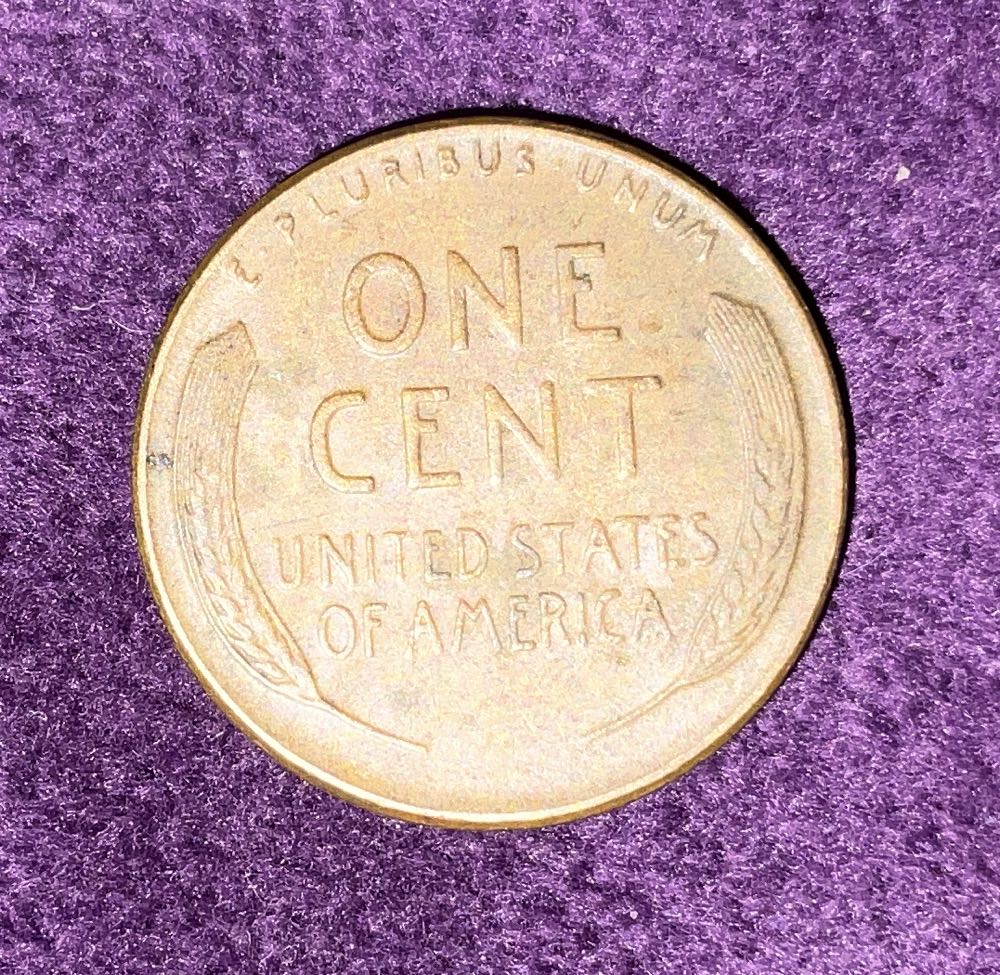 E PLURIBUS UNUM
ONE
CENT
UNITED STATES
OF AMERICA